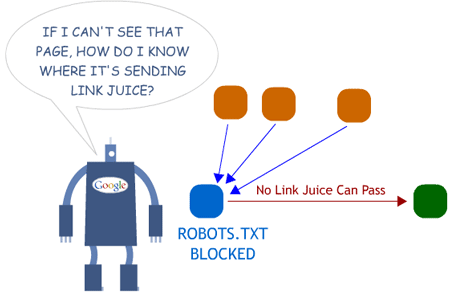 IF I CAN'T SEE THAT
PAGE, HOW DO I KNOW
WHERE IT'S SENDING
LINK JUICE?
Google
No Link Juice Can Pass
ROBOTS.TXT
BLOCKED